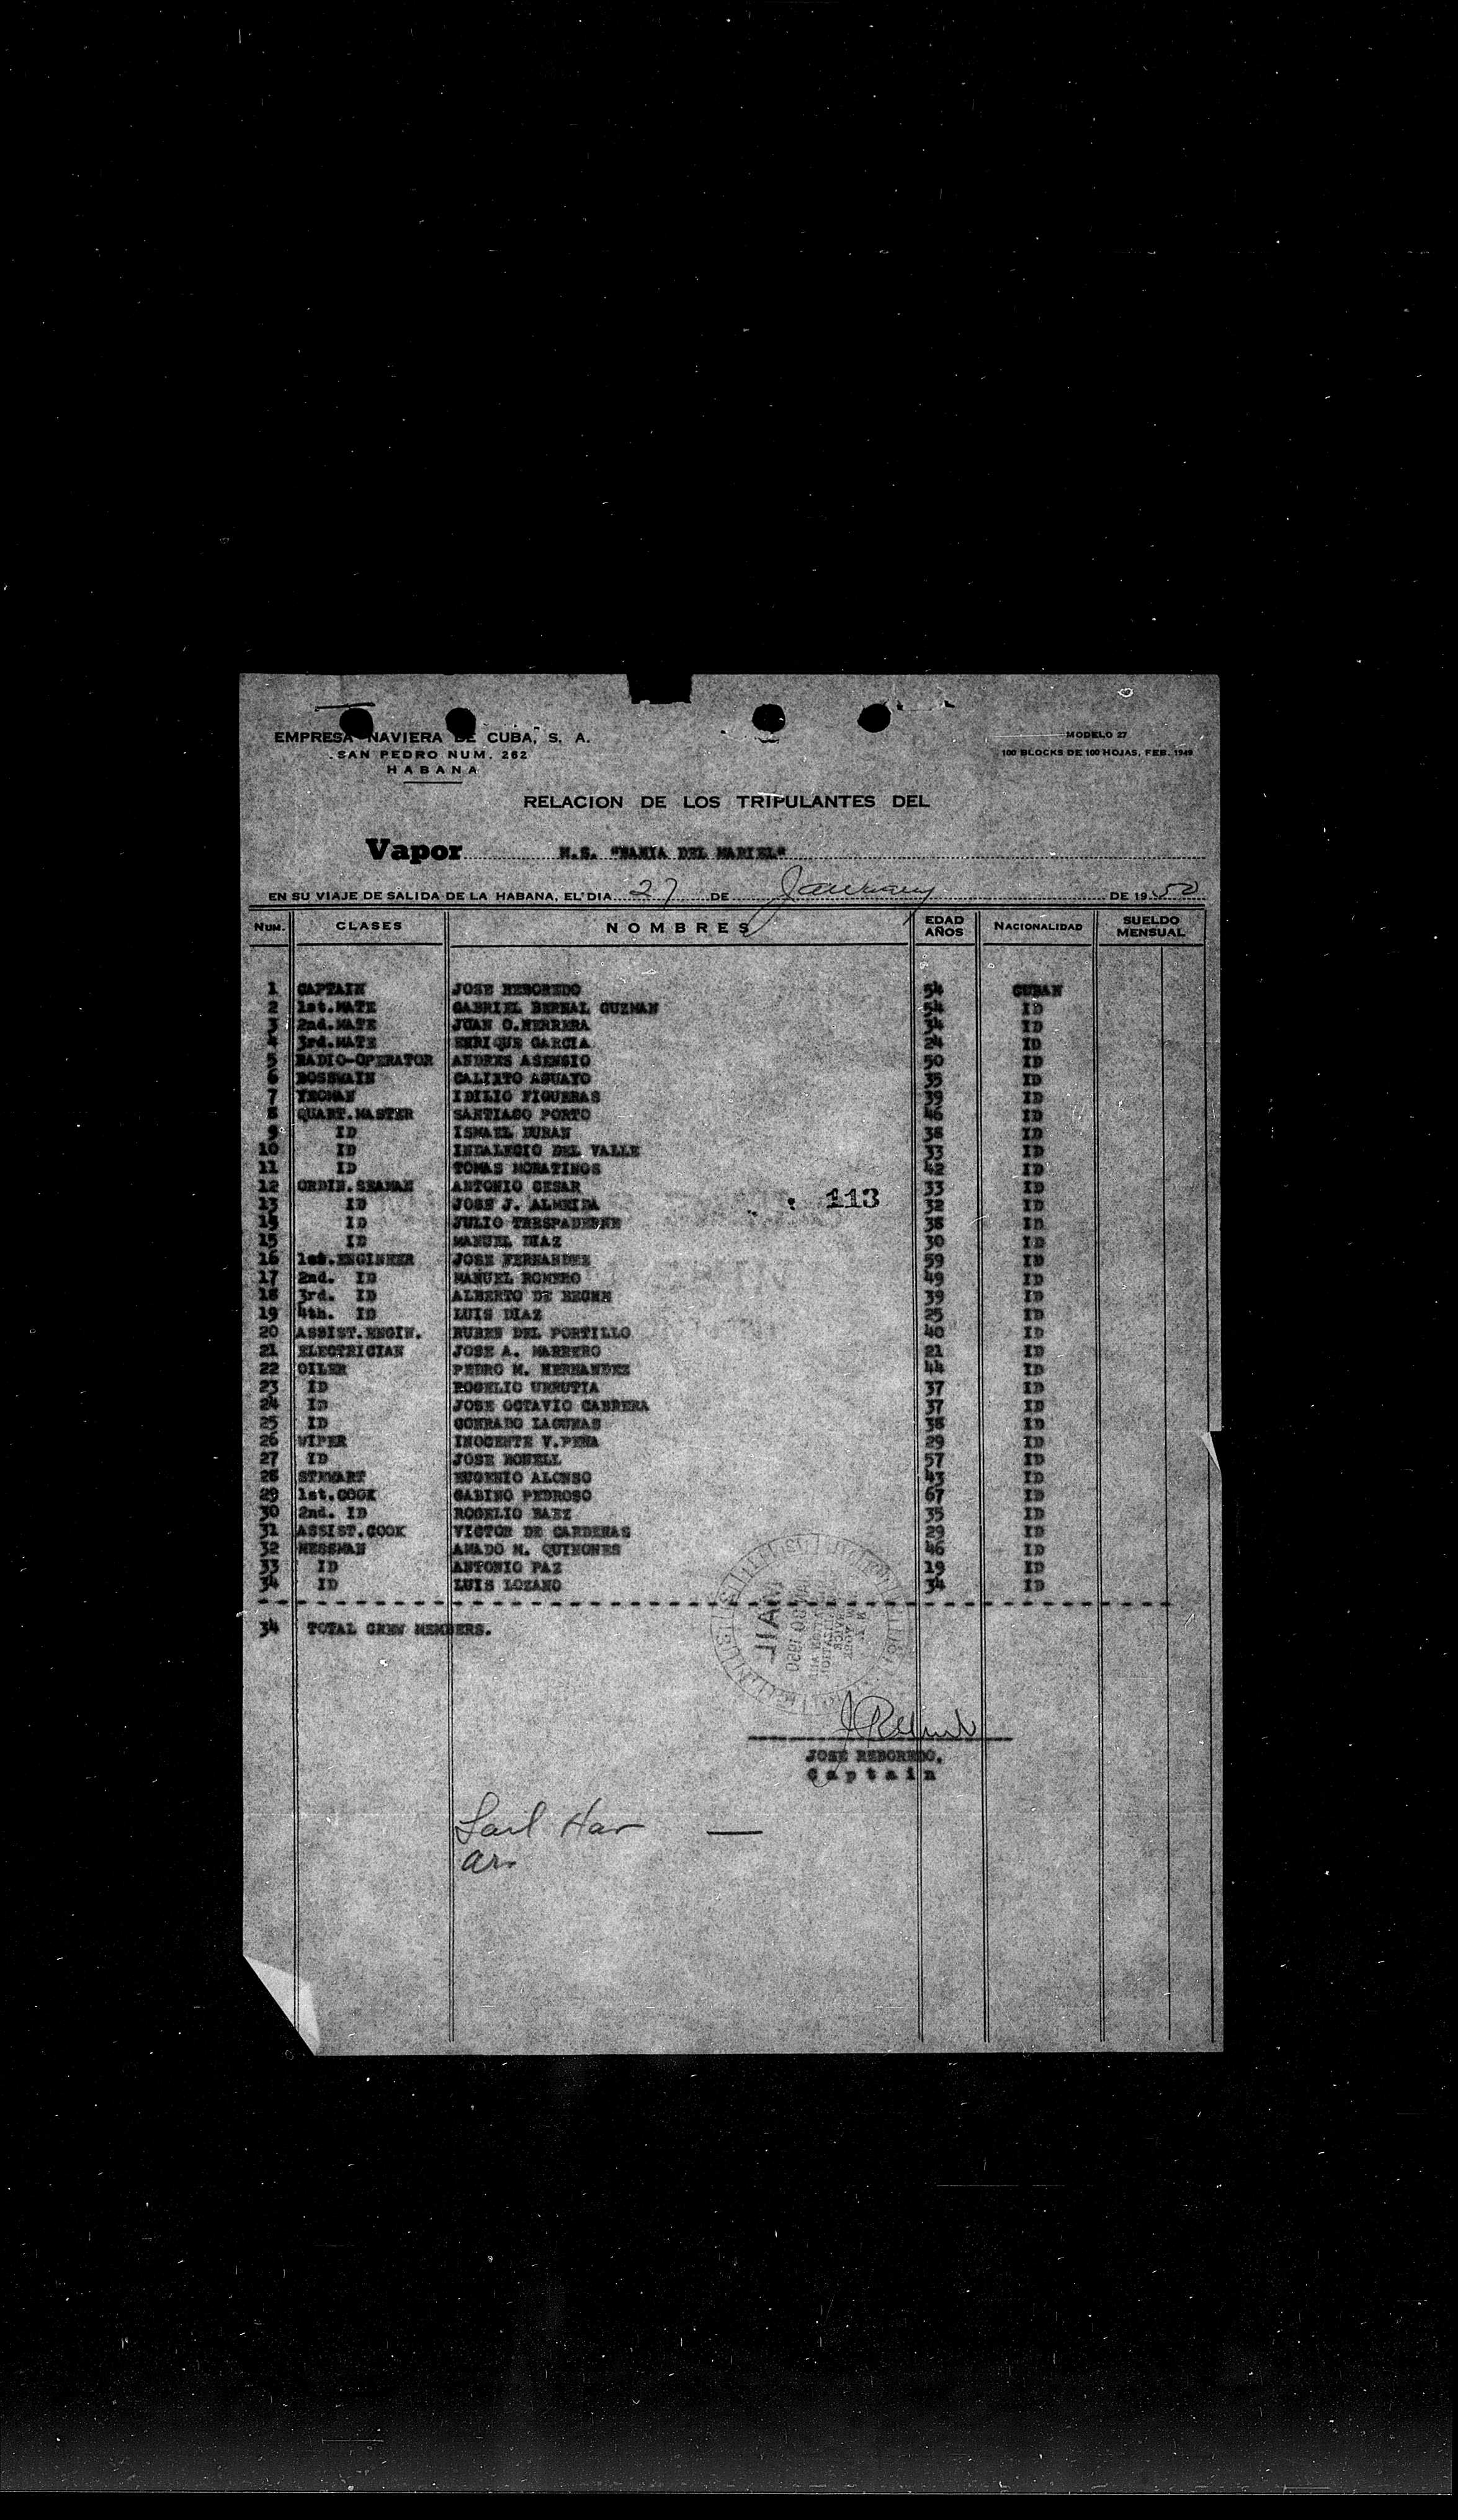 EMPRESA NAVIERA DE CUBA, S. A.
SAN PEDRO NUM. 262
HABANA
MODELO 27
100 BLOCKS DE 100 HOJAS, FEB. 1949
RELACION DE LOS TRIPULANTES DEL
Vapor M.S. "BAHIA DEL MARIEL"
EN SU VIAJE DE SALIDA DE LA HABANA, EL DIA 27 DE January DE 1950
NUM. CLASES NOMBRES EDAD AÑOS NACIONALIDAD SUELDO MENSUAL
1 CAPTAIN JOSE REBOREDO 54 CUBAN
2 1st.MATE GABRIEL BERNAL GUZMAN 54 ID
3 2nd.MATE JUAN O.HERRERA 34 ID
4 3rd.MATE ENRIQUE GARCIA 24 ID
5 RADIO-OPERATOR ANDRES ASENSIO 50 ID
6 BOSSWAIN CALIXTO AGUAYO 35 ID
7 YEOMAN IDILIO FIGUERAS 39 ID
8 QUART.MASTER SANTIAGO PORTO 46 ID
9 ID ISMAEL DURAN 38 ID
10 ID INDALECIO DEL VALLE 33 ID
11 ID TOMAS MORATINOS 42 ID
12 ORDIN.SEAMAN ANTONIO CESAR 33 ID
113
13 ID JOSE J. ALMEIDA 32 ID
14 ID JULIO TRESPADERNE 38 ID
15 ID MANUEL DIAZ 30 ID
16 1st.ENGINEER JOSE FERNANDEZ 59 ID
17 2nd. ID MANUEL ROMERO 49 ID
18 3rd. ID ALBERTO DE BECHE 39 ID
19 4th. ID LUIS DIAZ 25 ID
20 ASSIST.ENGIN. RUBEN DEL PORTILLO 40 ID
21 ELECTRICIAN JOSE A. MARRERO 21 ID
22 OILER PEDRO M. HERNANDEZ 44 ID
23 ID ROGELIO URRUTIA 37 ID
24 ID JOSE OCTAVIO CABRERA 37 ID
25 ID CONRADO LAGUNAS 38 ID
26 WIPER INOCENTE V.PENA 29 ID
27 ID JOSE NOVELL 57 ID
28 STEWART EUGENIO ALONSO 43 ID
29 1st.COOK GABINO PEDROSO 67 ID
30 2nd. ID ROGELIO BAEZ 35 ID
31 ASSIST.COOK VICTOR DE CARDENAS 29 ID
32 MESSMAN AMADO M. QUINONES 46 ID
33 ID ANTONIO PAZ 19 ID
34 ID LUIS LOZANO 34 ID
34 TOTAL CREW MEMBERS.
JOSE REBOREDO.
Captain